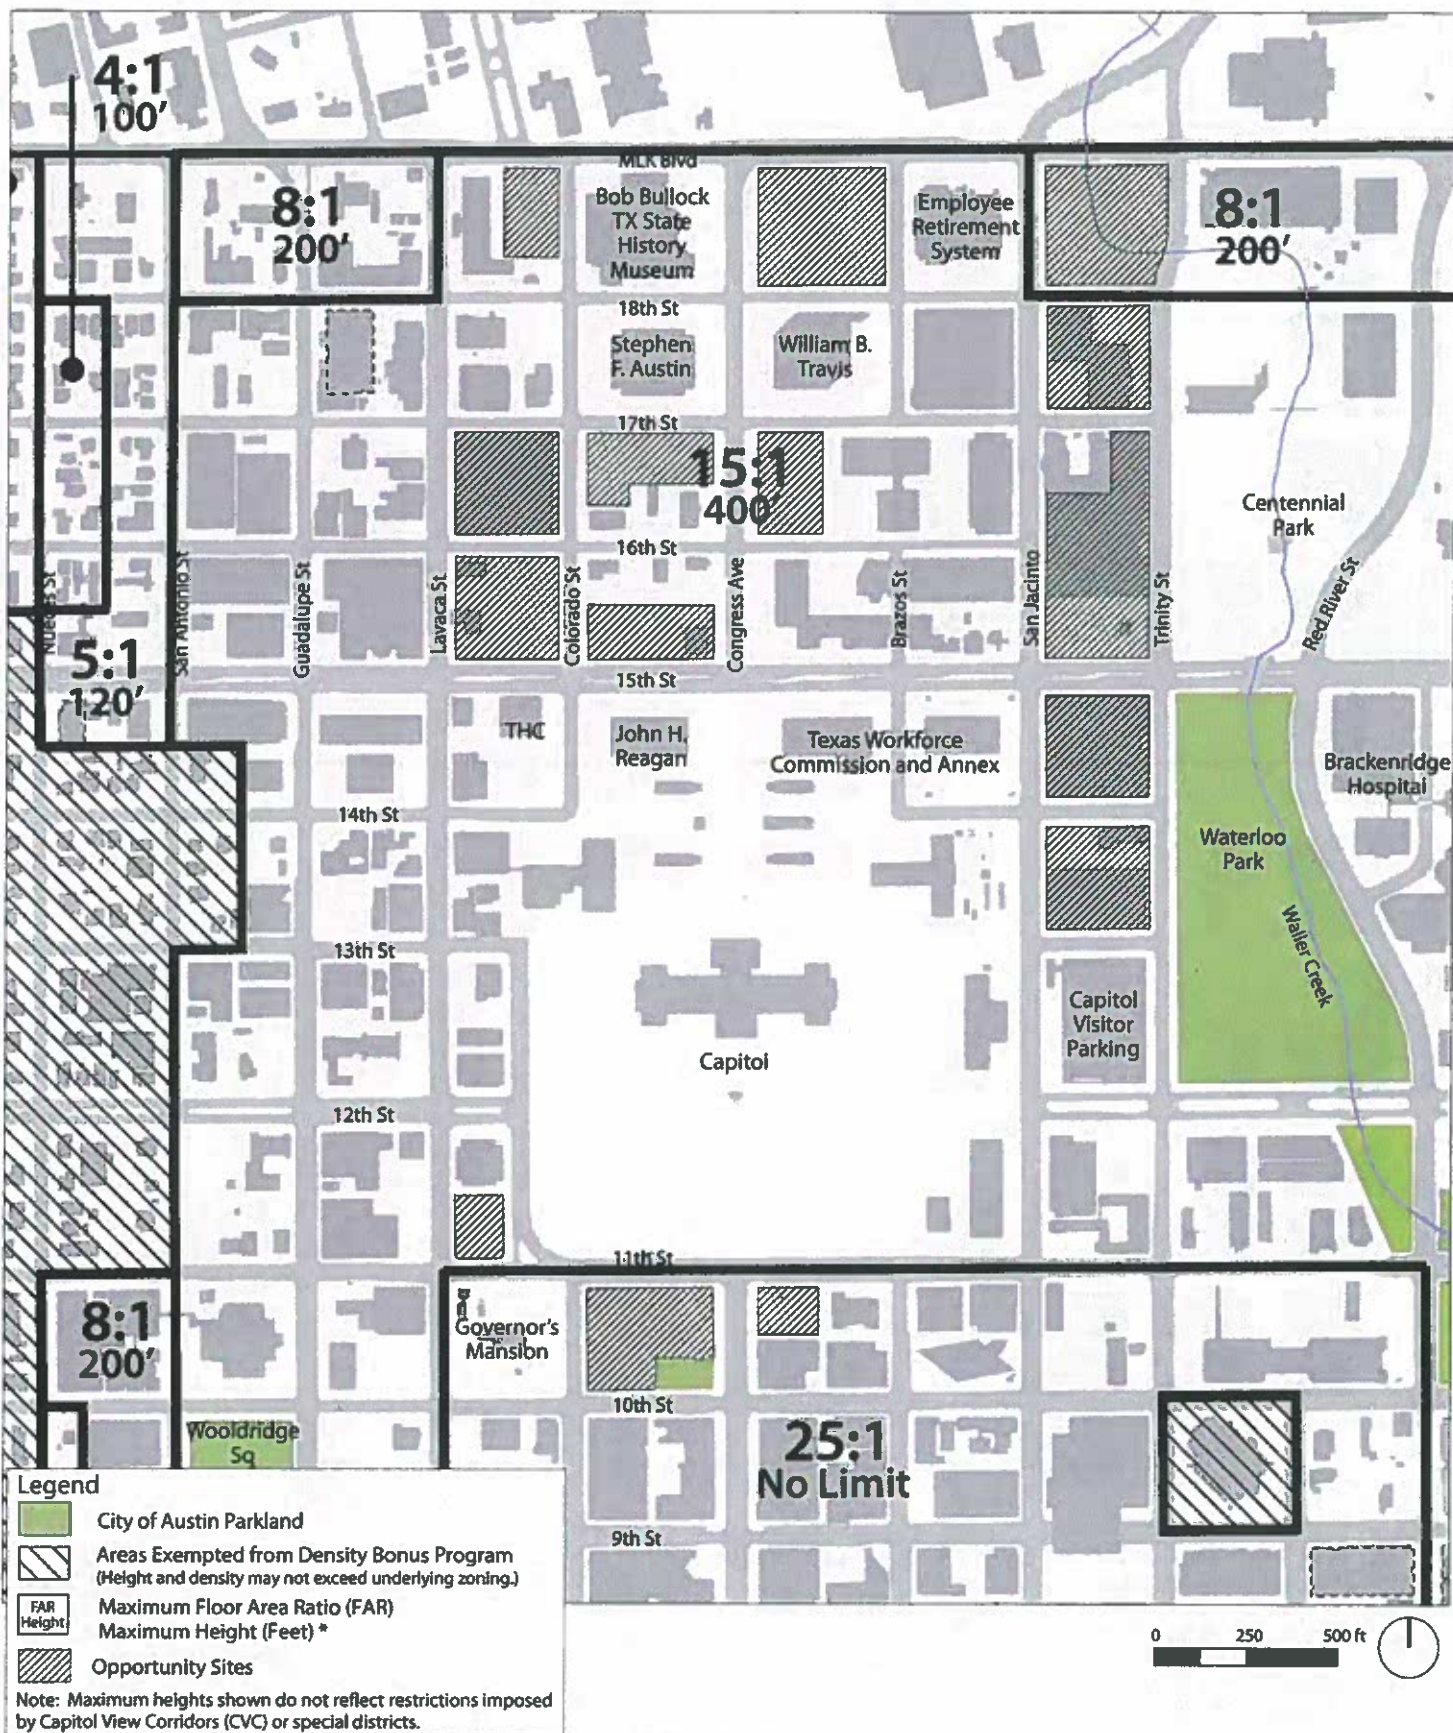 4:1
100'
MLK Blvd
8:1
200'
Bob Bullock
TX State
History
Museum
Employee
Retirement
System
8:1
200'
18th St
Stephen
F. Austin
William B.
Travis
17th St
15:1
400'
Centennial
Park
16th St
Nueces St
San Antonio St
Guadalupe St
Lavaca St
Colorado St
Congress Ave
Brazos St
San Jacinto
Trinity St
Red River St
5:1
120'
15th St
THC
John H.
Reagan
Texas Workforce
Commission and Annex
Brackenridge
Hospital
14th St
Waterloo
Park
Waller Creek
13th St
Capitol
Visitor
Parking
Capitol
12th St
11th St
8:1
200'
Governor's
Mansion
10th St
Wooldridge
Sq
25:1
No Limit
9th St
Legend
City of Austin Parkland
Areas Exempted from Density Bonus Program
(Height and density may not exceed underlying zoning.)
FAR
Height
Maximum Floor Area Ratio (FAR)
Maximum Height (Feet) *
Opportunity Sites
Note: Maximum heights shown do not reflect restrictions imposed
by Capitol View Corridors (CVC) or special districts.
0 250 500 ft